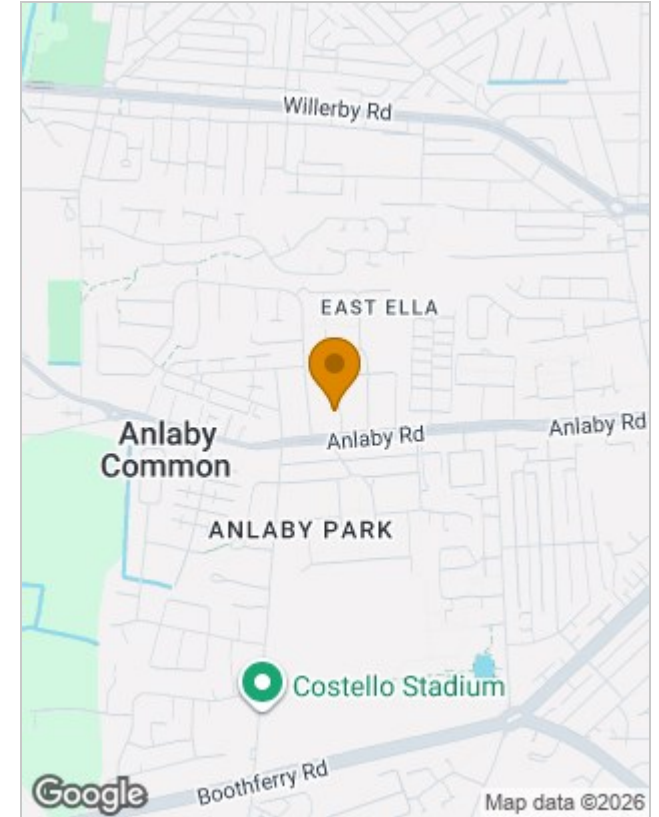 Willerby Rd
EAST ELLA
Anlaby Rd
Anlaby Rd
Anlaby
Common
ANLABY PARK
Costello Stadium
Boothferry Rd
Google
Map data ©2026